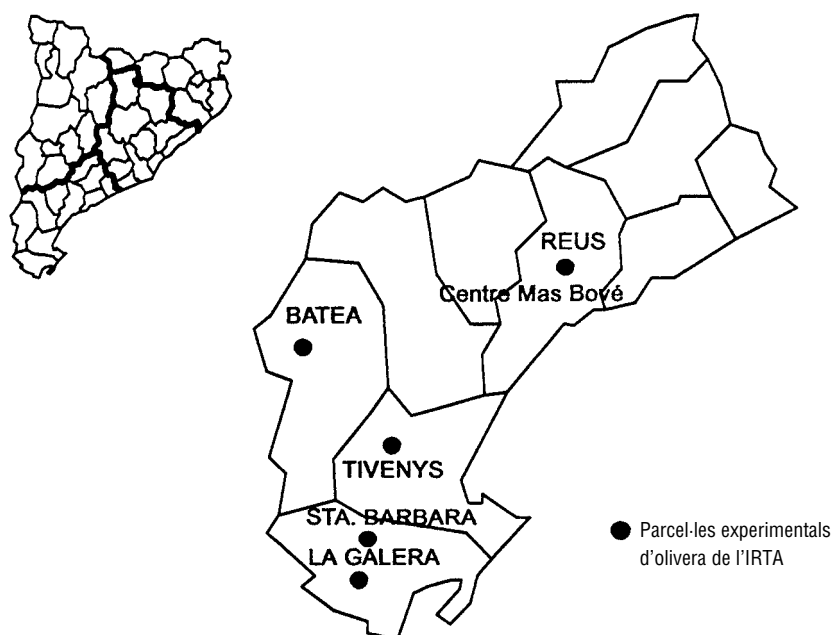 REUS
Centre Mas Bové
BATEA
TIVENYS
STA. BARBARA
LA GALERA
Parcel·les experimentals
d'olivera de l'IRTA